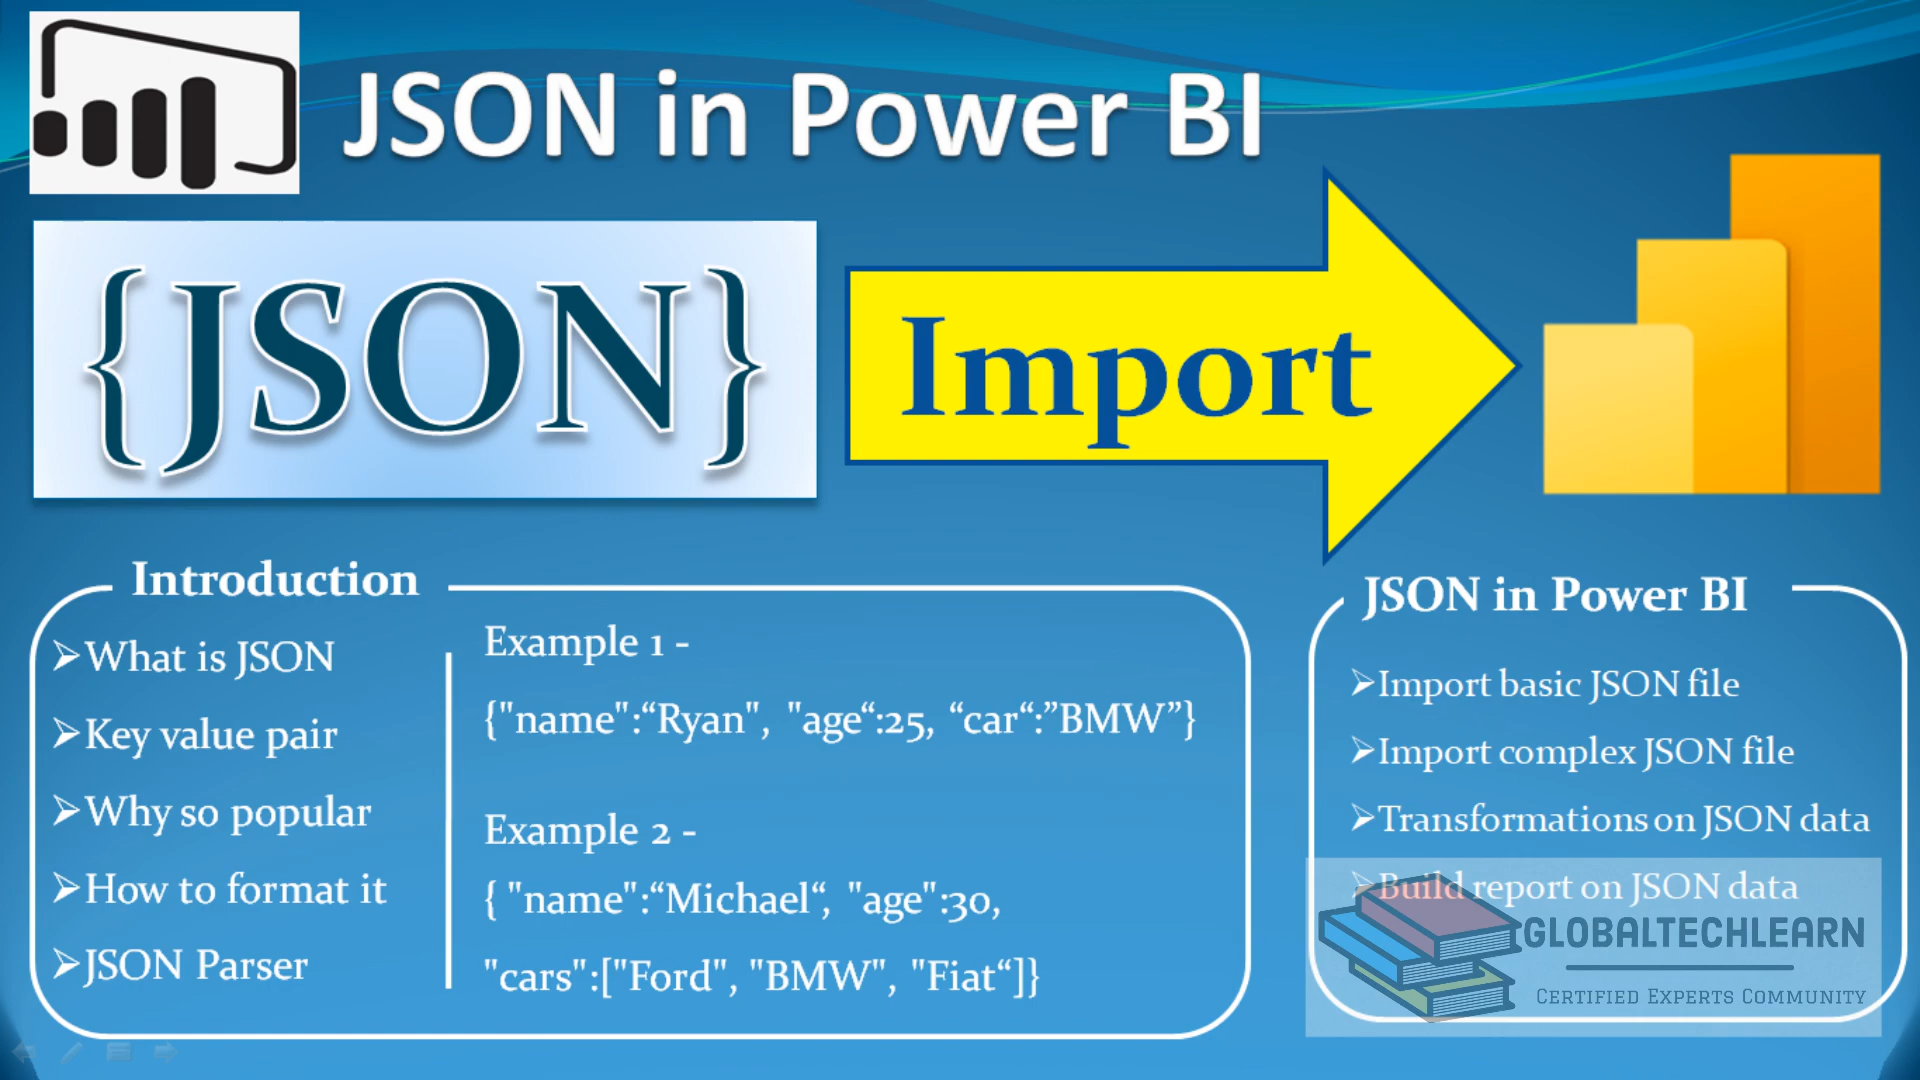 JSON in Power BI
{JSON}
Import
Introduction
➢What is JSON
➢Key value pair
➢Why so popular
➢How to format it
➢JSON Parser
Example 1 -
{"name":“Ryan", "age“:25, “car“:”BMW”}
Example 2 -
{ "name":“Michael“, "age":30,
"cars":["Ford", "BMW", "Fiat“]}
JSON in Power BI
➢Import basic JSON file
➢Import complex JSON file
➢Transformations on JSON data
➢Build report on JSON data
GLOBALTECHLEARN
CERTIFIED EXPERTS COMMUNITY